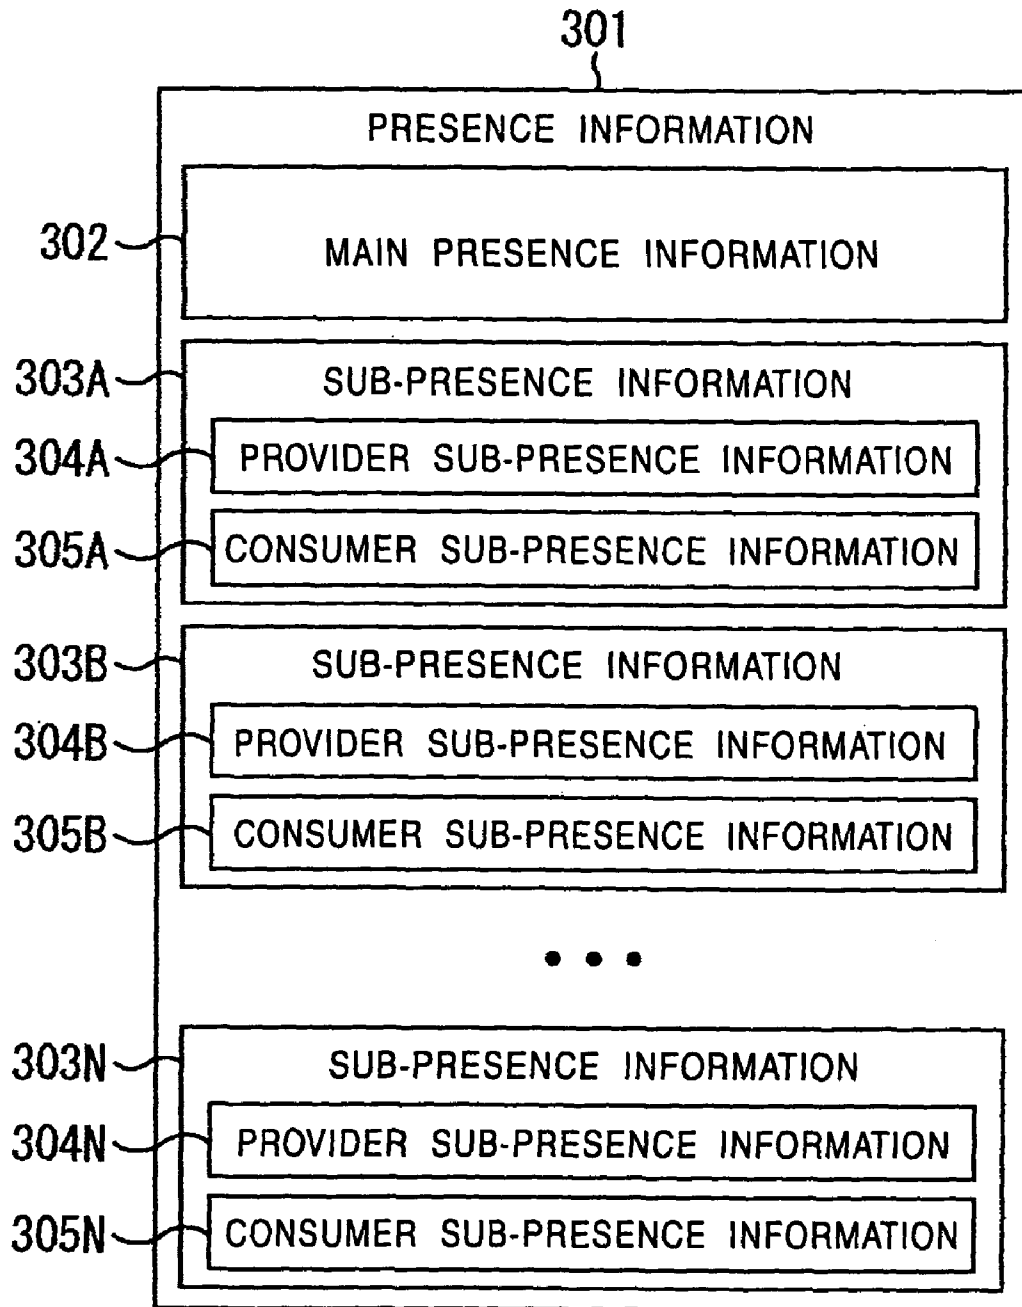 301
PRESENCE INFORMATION
302
MAIN PRESENCE INFORMATION
303A
SUB-PRESENCE INFORMATION
304A
PROVIDER SUB-PRESENCE INFORMATION
305A
CONSUMER SUB-PRESENCE INFORMATION
303B
SUB-PRESENCE INFORMATION
304B
PROVIDER SUB-PRESENCE INFORMATION
305B
CONSUMER SUB-PRESENCE INFORMATION
• • •
303N
SUB-PRESENCE INFORMATION
304N
PROVIDER SUB-PRESENCE INFORMATION
305N
CONSUMER SUB-PRESENCE INFORMATION